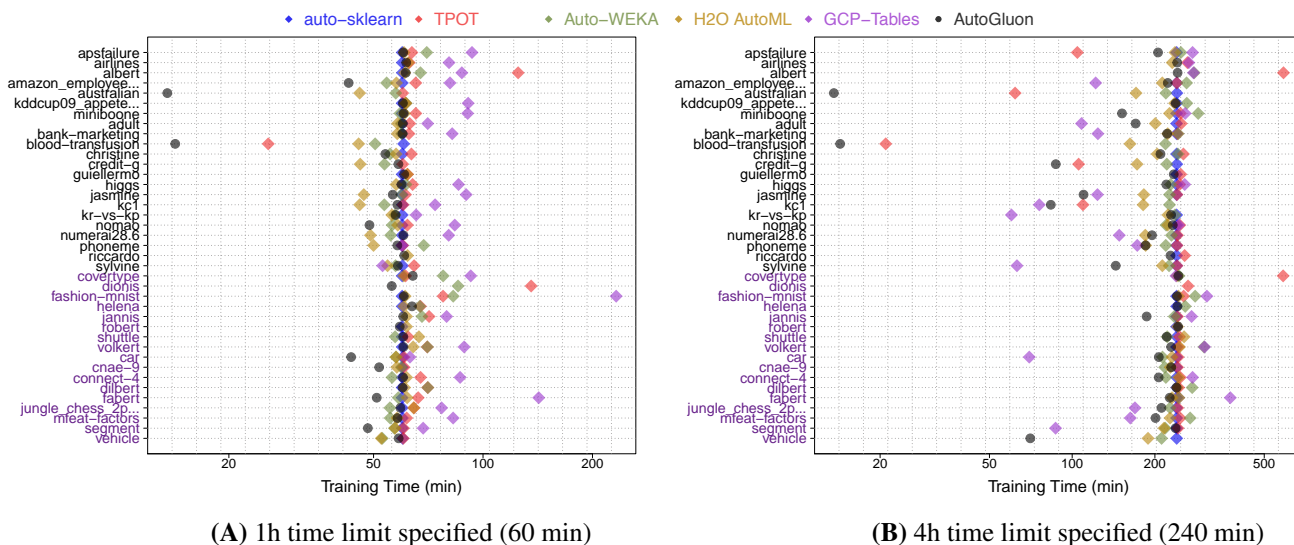 auto-sklearn TPOT Auto-WEKA H2O AutoML GCP-Tables AutoGluon
apsfailure
airlines
albert
amazon_employee...
australian
kddcup09_appete...
miniboone
adult
bank-marketing
blood-transfusion
christine
credit-g
guiellermo
higgs
jasmine
kc1
kr-vs-kp
nomao
numerai28.6
phoneme
riccardo
sylvine
covertype
dionis
fashion-mnist
helena
jannis
robert
shuttle
volkert
car
cnae-9
connect-4
dilbert
fabert
jungle_chess_2p...
mfeat-factors
segment
vehicle
20 50 100 200
Training Time (min)
(A) 1h time limit specified (60 min)
apsfailure
airlines
albert
amazon_employee...
australian
kddcup09_appete...
miniboone
adult
bank-marketing
blood-transfusion
christine
credit-g
guiellermo
higgs
jasmine
kc1
kr-vs-kp
nomao
numerai28.6
phoneme
riccardo
sylvine
covertype
dionis
fashion-mnist
helena
jannis
robert
shuttle
volkert
car
cnae-9
connect-4
dilbert
fabert
jungle_chess_2p...
mfeat-factors
segment
vehicle
20 50 100 200 500
Training Time (min)
(B) 4h time limit specified (240 min)